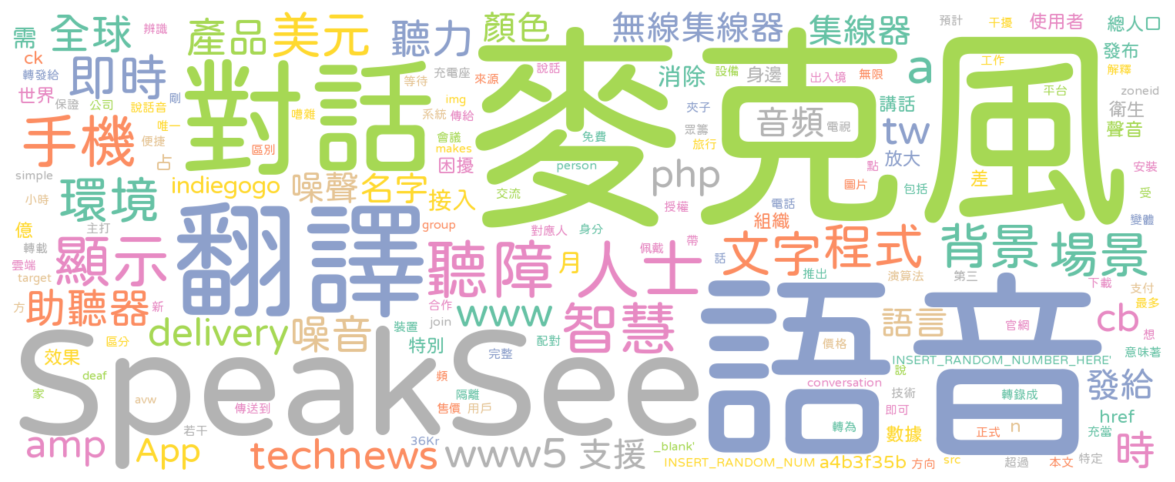 麥克風
語音
SpeakSee
對話
翻譯
聽障
人士
智慧
手機
即時
顯示
環境
助聽器
文字
程式
背景
場景
全球
產品
美元
聽力
顏色
無線集線器
集線器
a
tw
cb
時
發給
語言
音頻
php
www
www5
支援
technews
App
amp
delivery
噪音
噪聲
名字
接入
indiegogo
需
ck
世界
辨識
轉發給
保證
公司
說話音
剛
唯一
便捷
占
simple
小時
億
主打
轉載
雲端
target
方
新
效果
區分
deaf
家
avw
若干
傳送到
嘈雜
區別
等待
充電座
來源
系統
img
傳給
會議
makes
困擾
說話
消除
設備
身邊
夾子
免費
眾籌
旅行
person
交流
授權
對應人
身分
group
月
佩戴
帶
合作
裝置
join
特別
配對
完整
頻
隔離
售價
用戶
36Kr
_blank'
INSERT_RANDOM_NUM
a4b3f35b
數據
方向
src
n
正式
超過
本文
特定
充當
href
轉錄成
官網
即可
技術
轉為
conversation
價格
說
INSERT_RANDOM_NUMBER_HERE'
意味著
想
最多
支付
下載
第三
演算法
推出
話
組織
電話
圖片
點
包括
差
放大
講話
電視
出入境
無限
預計
干擾
使用者
總人口
發布
解釋
工作
平台
zoneid
衛生
聲音
安裝
受
變體